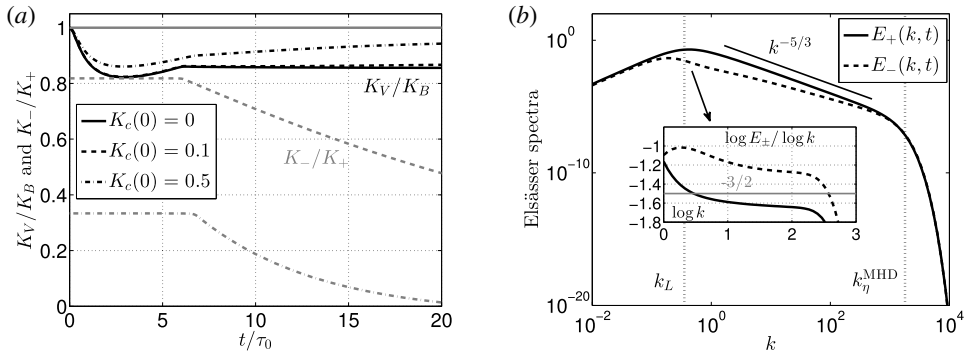 (a)
K_V/K_B and K_−/K_+
1
0.8
0.6
0.4
0.2
0
K_c(0) = 0
K_c(0) = 0.1
K_c(0) = 0.5
K_V/K_B
K_−/K_+
0 5 10 15 20
t/τ_0
(b)
Elsässer spectra
10^0
10^−10
10^−20
k^−5/3
E_+(k, t)
E_−(k, t)
log E_±/ log k
-1
−1.2
−1.4
−1.6
−1.8
-3/2
log k
0 1 2 3
k_L
k_η^MHD
10^−2 10^0 10^2 10^4
k